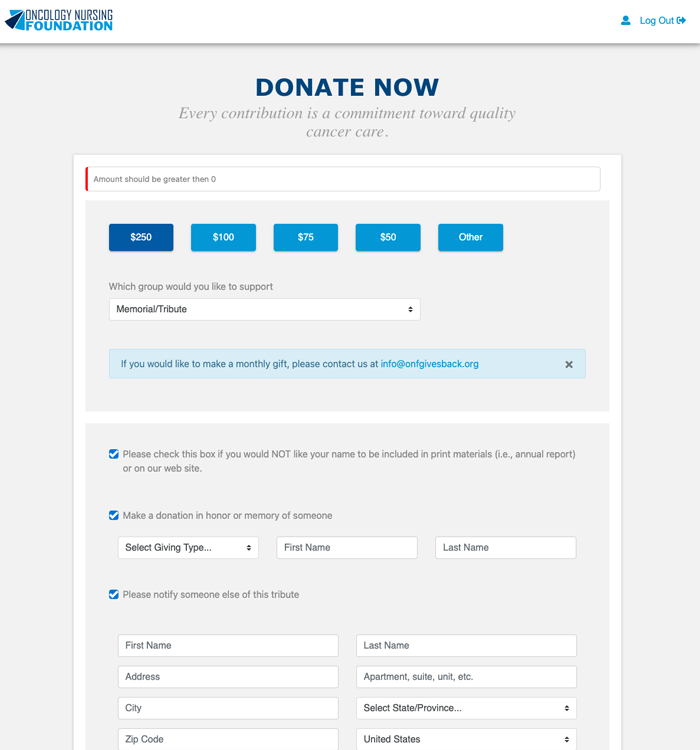 ONCOLOGY NURSING
FOUNDATION
Log Out
DONATE NOW
Every contribution is a commitment toward quality
cancer care.
Amount should be greater then 0
$250
$100
$75
$50
Other
Which group would you like to support
Memorial/Tribute
If you would like to make a monthly gift, please contact us at info@onfgivesback.org
×
Please check this box if you would NOT like your name to be included in print materials (i.e., annual report)
or on our web site.
Make a donation in honor or memory of someone
Select Giving Type...
First Name
Last Name
Please notify someone else of this tribute
First Name
Last Name
Address
Apartment, suite, unit, etc.
City
Select State/Province...
Zip Code
United States